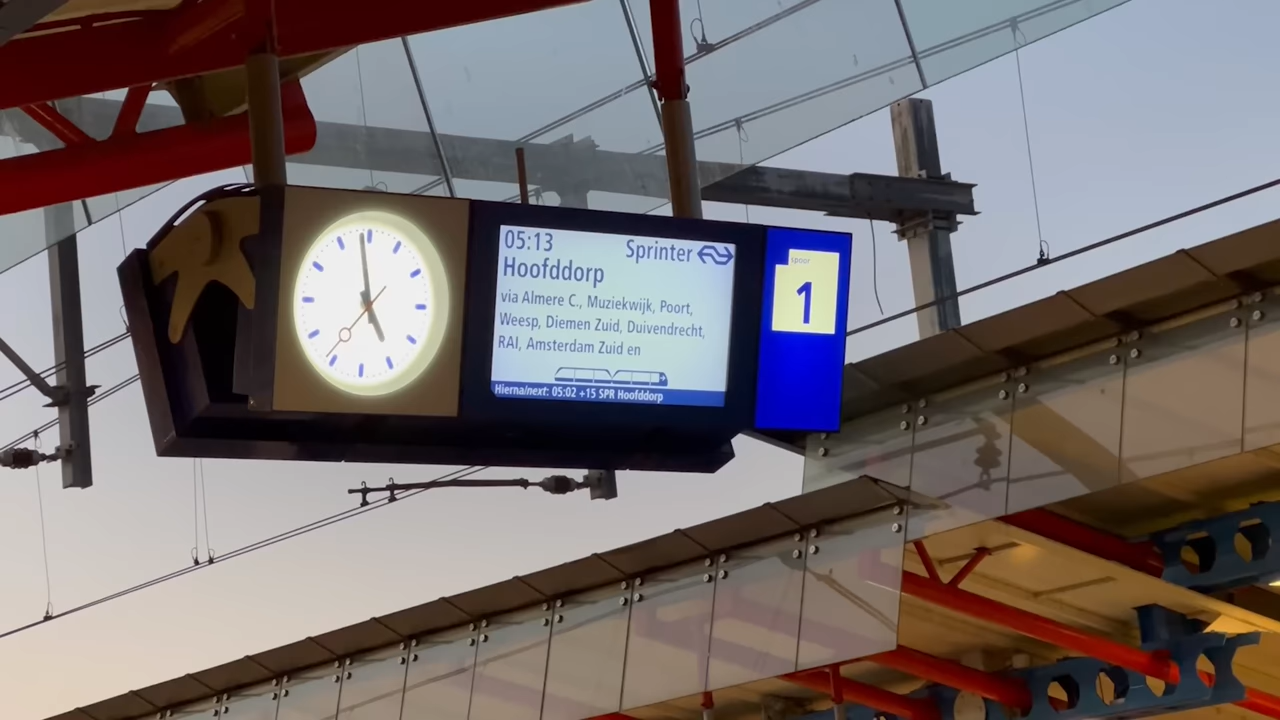 05:13
Sprinter
Hoofddorp
via Almere C., Muziekwijk, Poort,
Weesp, Diemen Zuid, Duivendrecht,
RAI, Amsterdam Zuid en
Hierna/next: 05:02 +15 SPR Hoofddorp
spoor
1